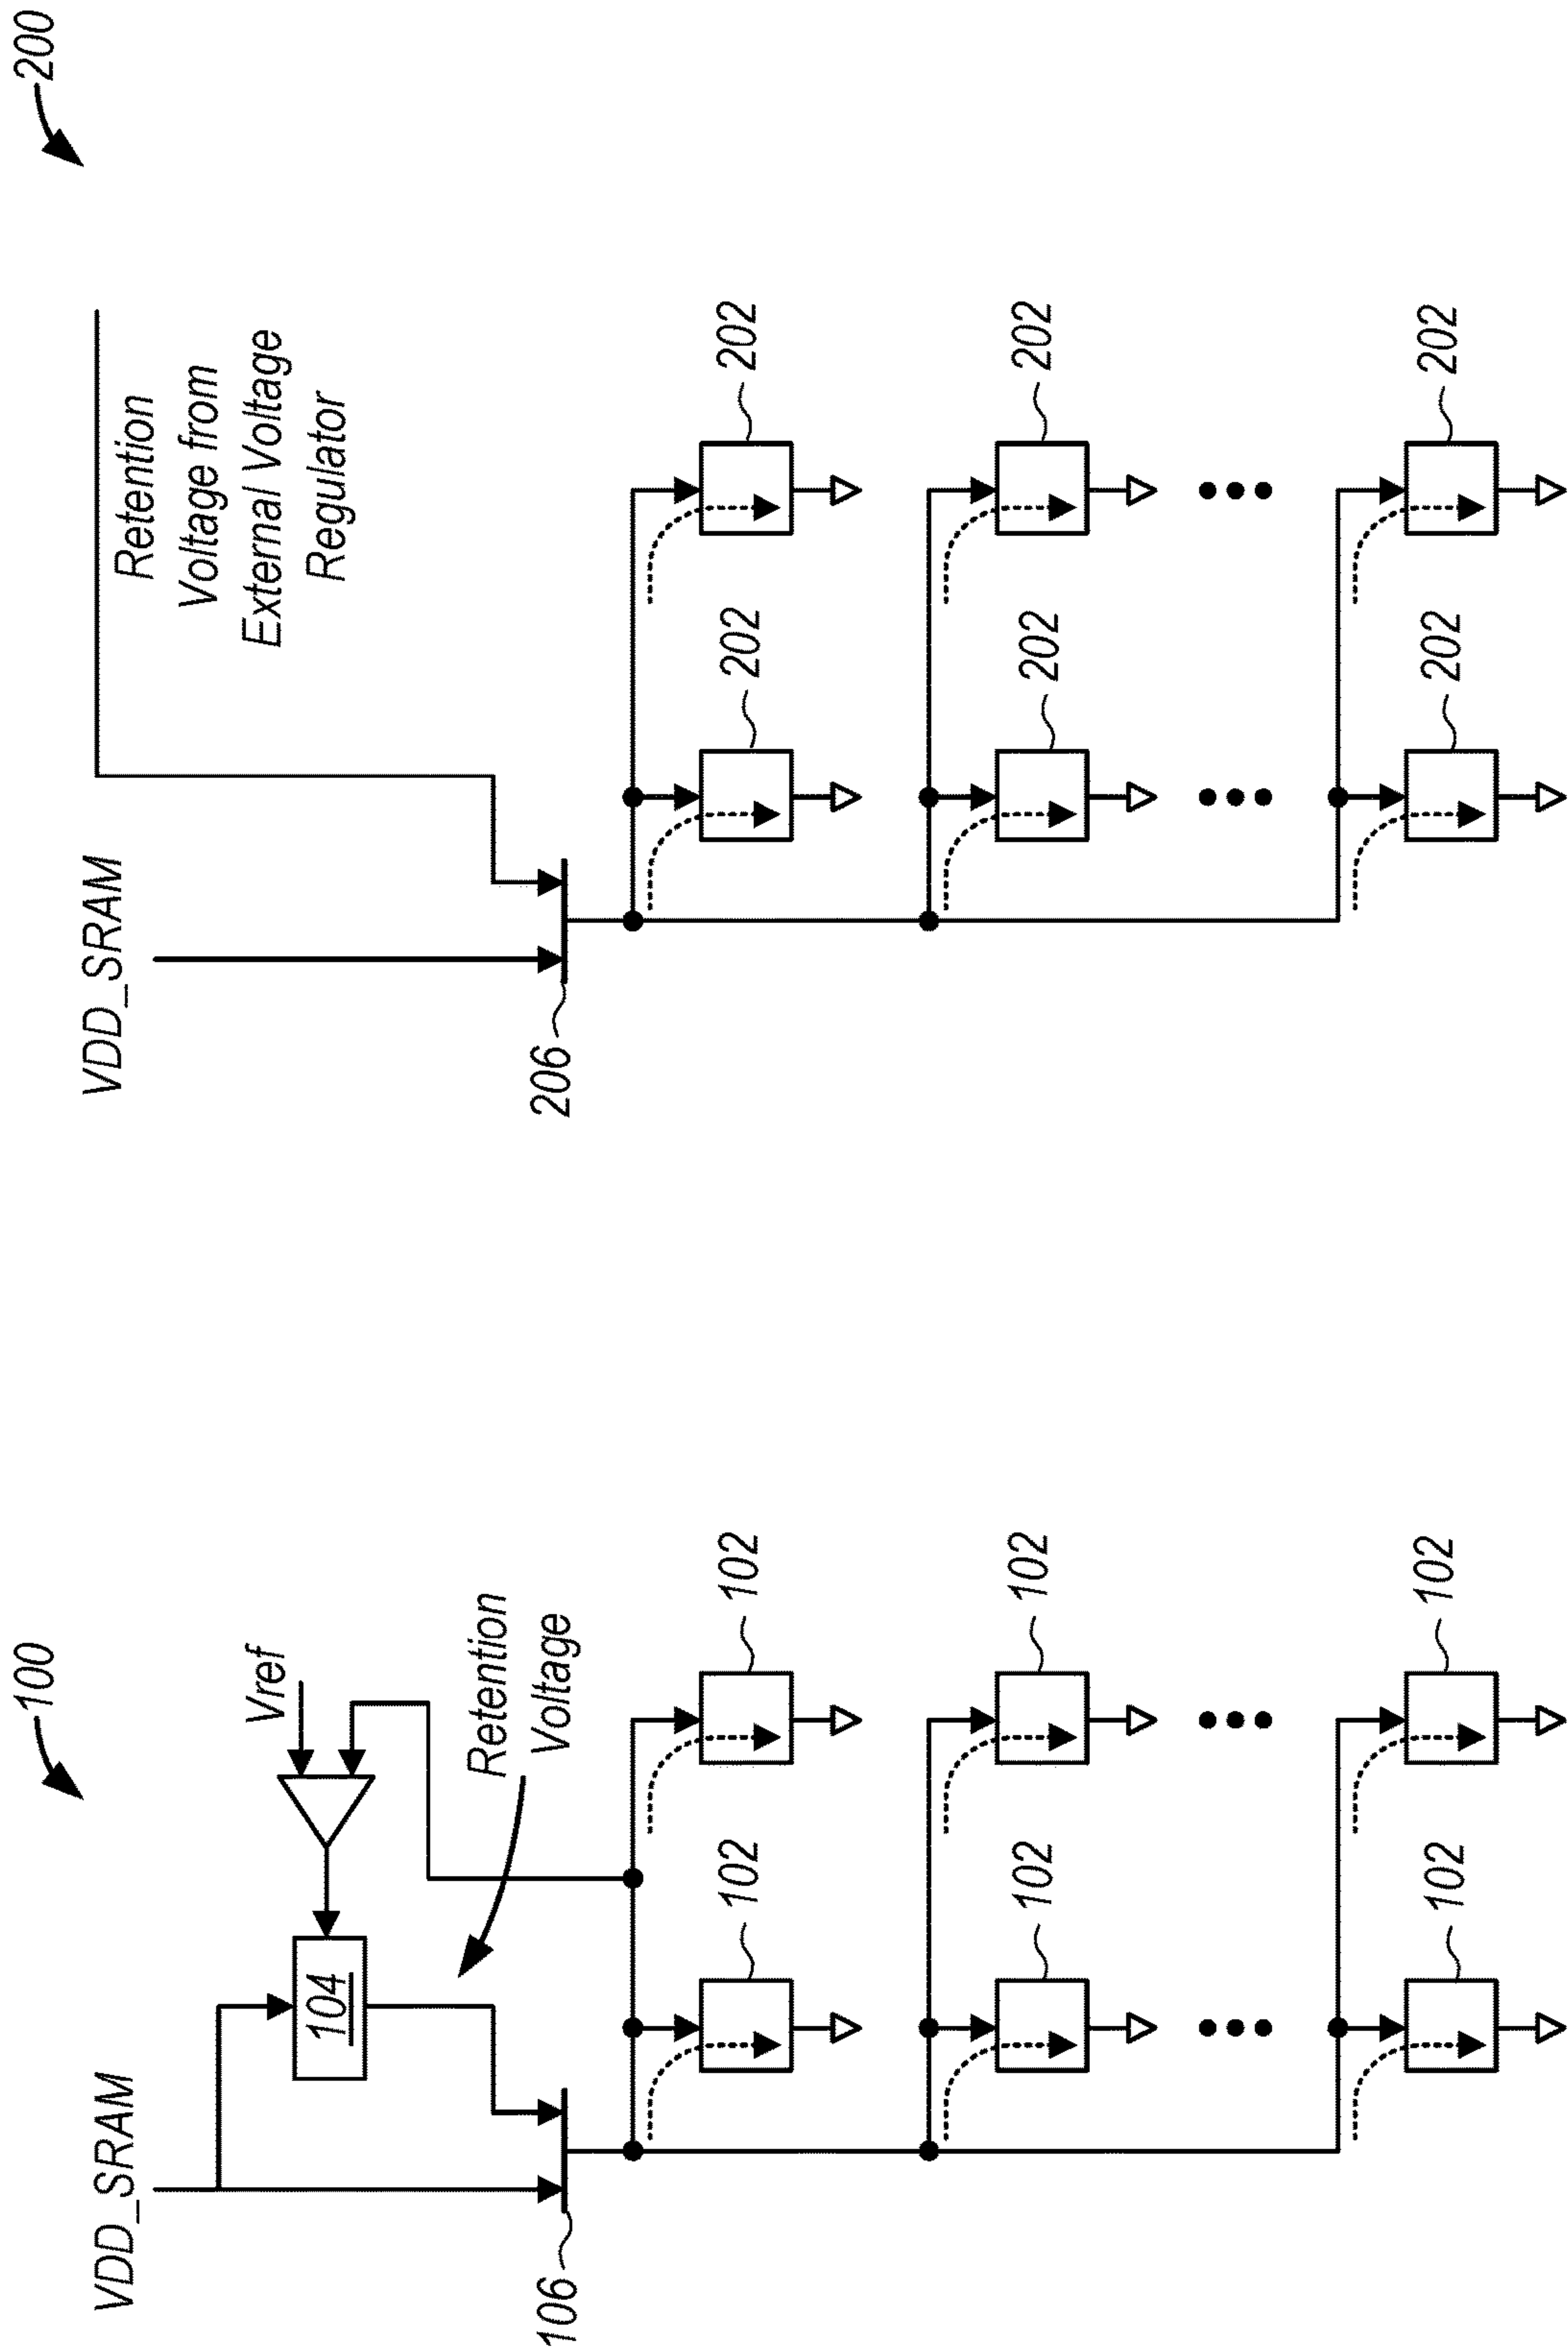 100
VDD_SRAM
Vref
104
Retention
Voltage
106
102
102
102
102
102
102
200
VDD_SRAM
Retention
Voltage from
External Voltage
Regulator
206
202
202
202
202
202
202